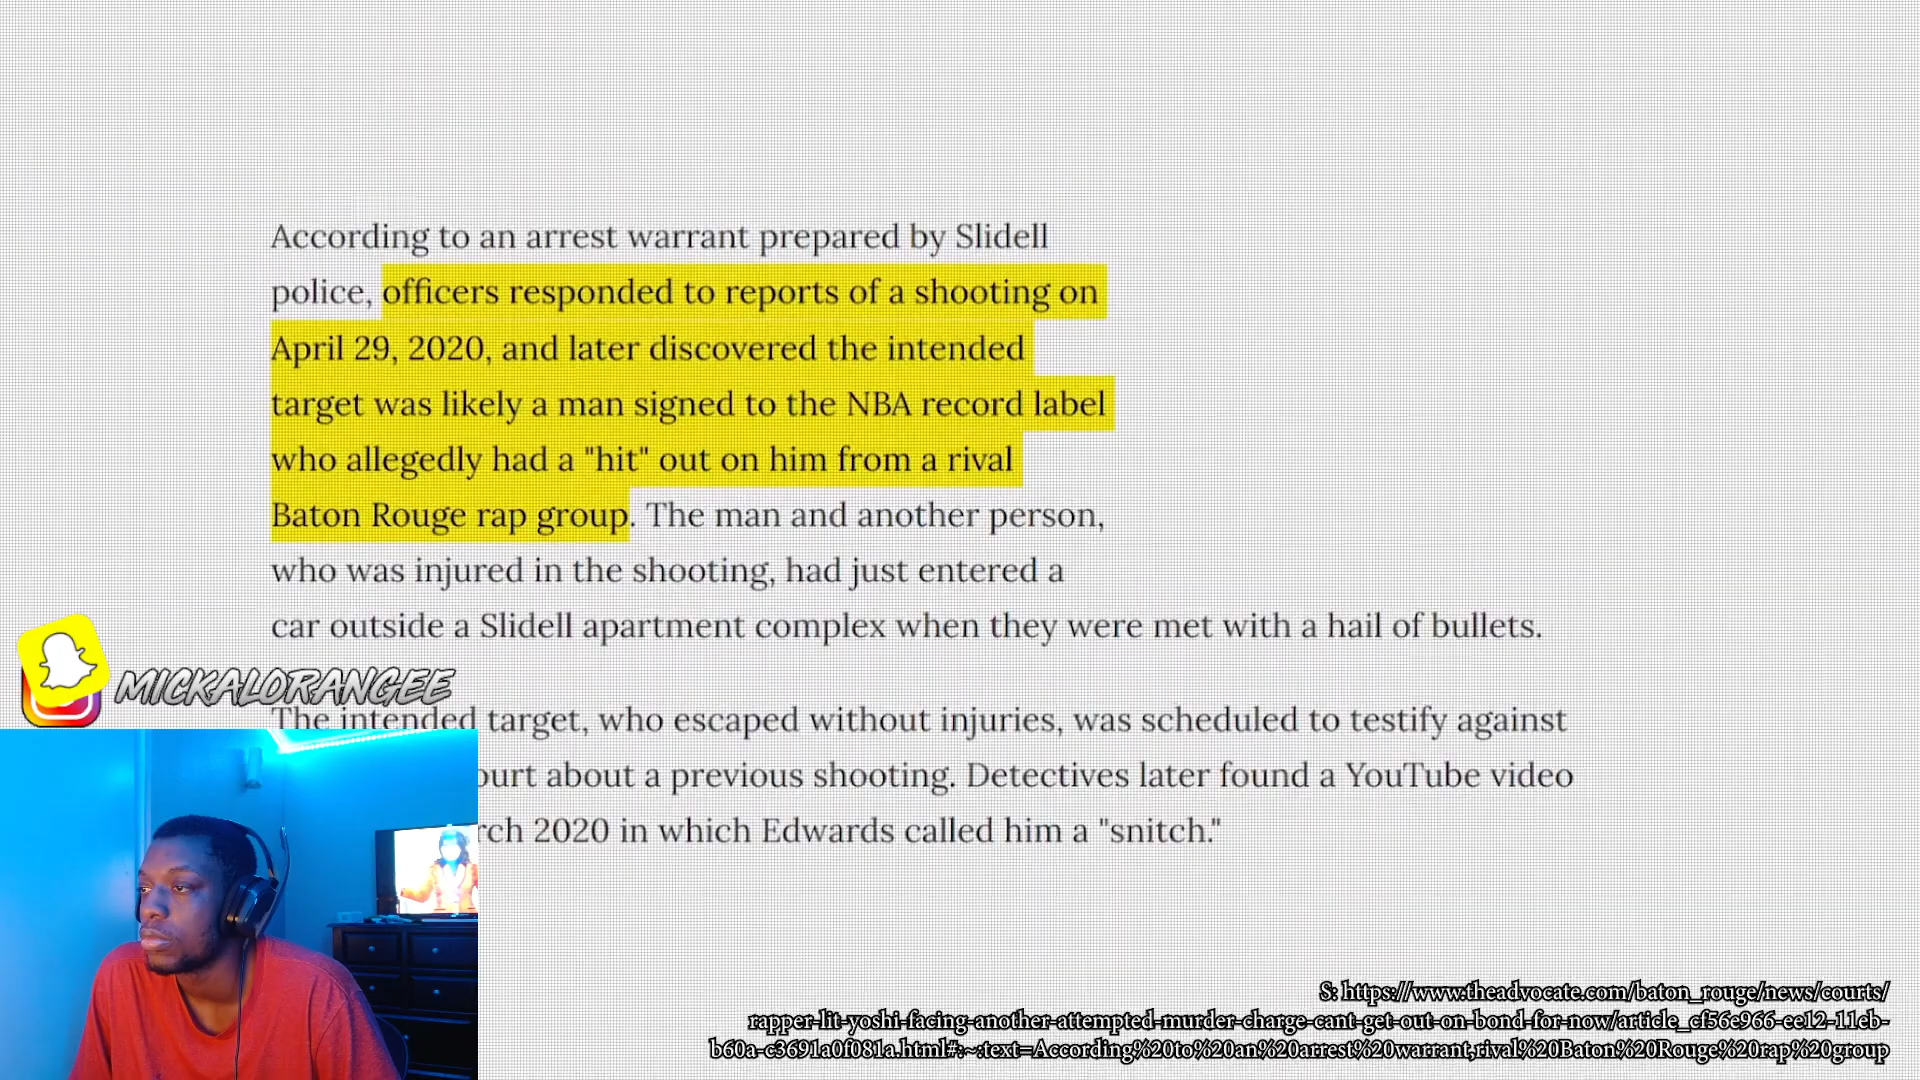 According to an arrest warrant prepared by Slidell
police, officers responded to reports of a shooting on
April 29, 2020, and later discovered the intended
target was likely a man signed to the NBA record label
who allegedly had a "hit" out on him from a rival
Baton Rouge rap group. The man and another person,
who was injured in the shooting, had just entered a
car outside a Slidell apartment complex when they were met with a hail of bullets.
MICKALORANGEE
The intended target, who escaped without injuries, was scheduled to testify against
ourt about a previous shooting. Detectives later found a YouTube video
rch 2020 in which Edwards called him a "snitch."
S: https://www.theadvocate.com/baton_rouge/news/courts/
rapper-lit-yoshi-facing-another-attempted-murder-charge-cant-get-out-on-bond-for-now/article_cf56e966-ee12-11eb-
b60a-c3691a0f081a.html#:~:text=According%20to%20an%20arrest%20warrant,rival%20Baton%20Rouge%20rap%20group